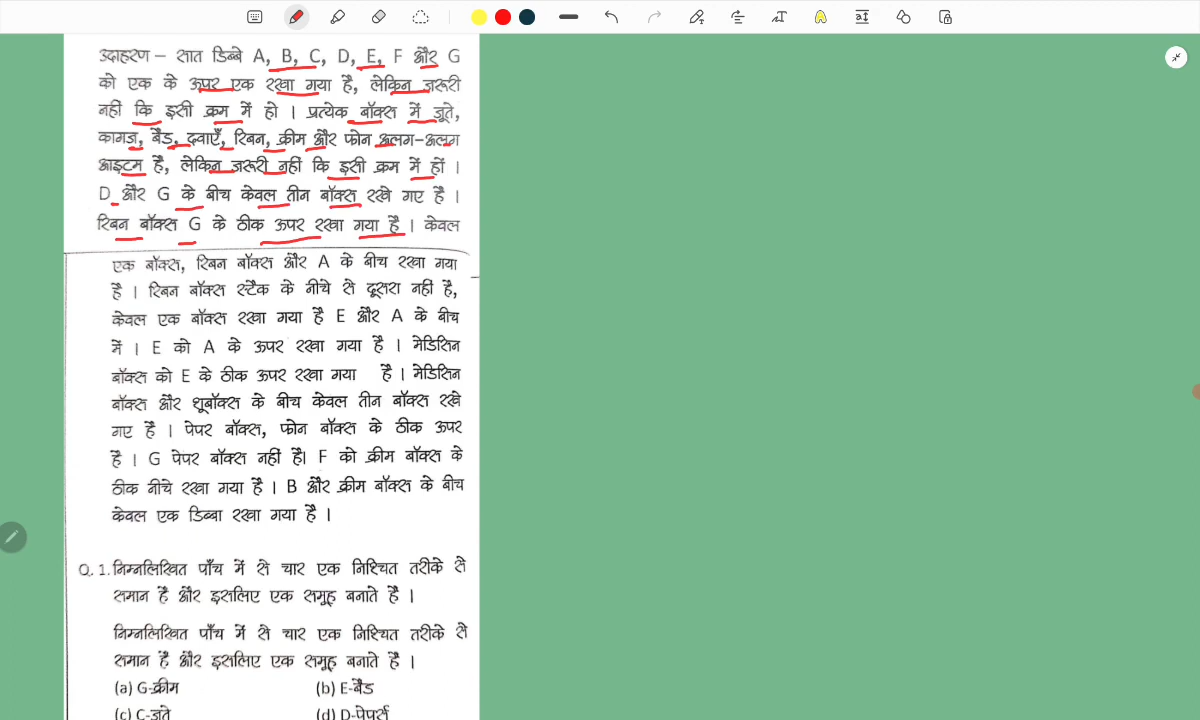 उदाहरण – सात डिब्बे A, B, C, D, E, F और G
को एक के ऊपर एक रखा गया है, लेकिन ज़रूरी
नहीं कि इसी क्रम में हो । प्रत्येक बॉक्स में जूते,
कागज, बैड, दवाएँ, रिबन, क्रीम और फोन अलग-अलग
आइटम है, लेकिन ज़रूरी नहीं कि इसी क्रम में हों ।
D और G के बीच केवल तीन बॉक्स रखे गए है ।
रिबन बॉक्स G के ठीक ऊपर रखा गया है । केवल
एक बॉक्स, रिबन बॉक्स और A के बीच रखा गया
है । रिबन बॉक्स स्टैक के नीचे से दूसरा नहीं है,
केवल एक बॉक्स रखा गया है E और A के बीच
में । E को A के ऊपर रखा गया है । मेडिसिन
बॉक्स को E के ठीक ऊपर रखा गया है । मेडिसिन
बॉक्स और शूबॉक्स के बीच केवल तीन बॉक्स रखे
गए है । पेपर बॉक्स, फोन बॉक्स के ठीक ऊपर
है । G पेपर बॉक्स नहीं है। F को क्रीम बॉक्स के
ठीक नीचे रखा गया है । B और क्रीम बॉक्स के बीच
केवल एक डिब्बा रखा गया है ।
Q. 1. निम्नलिखित पाँच में से चार एक निश्चित तरीके से
समान है और इसलिए एक समूह बनाते है ।
निम्नलिखित पाँच में से चार एक निश्चित तरीके से
समान है और इसलिए एक समूह बनाते है ।
(a) G-क्रीम (b) E-बैड
(c) C-जूते (d) D-पेपर्स